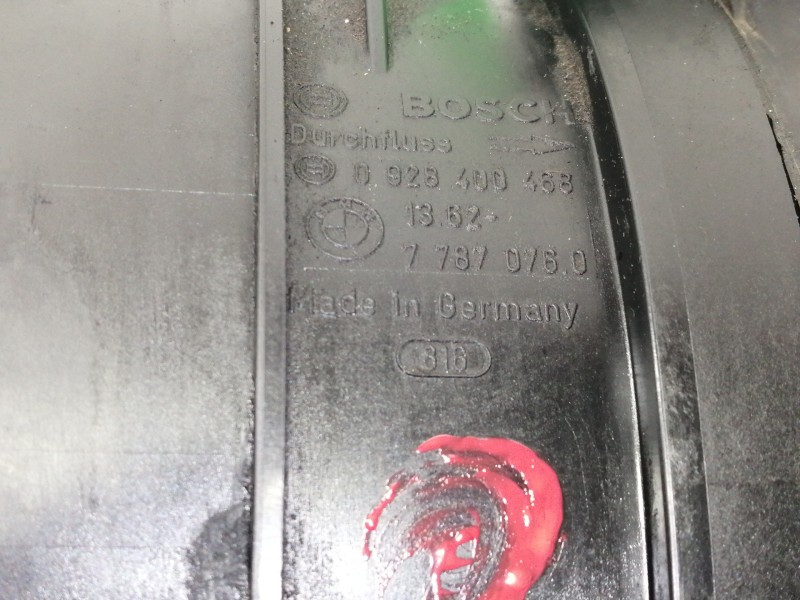 BOSCH
Durchfluss
0 928 400 468
13.62-
7 787 076.0
Made in Germany
816